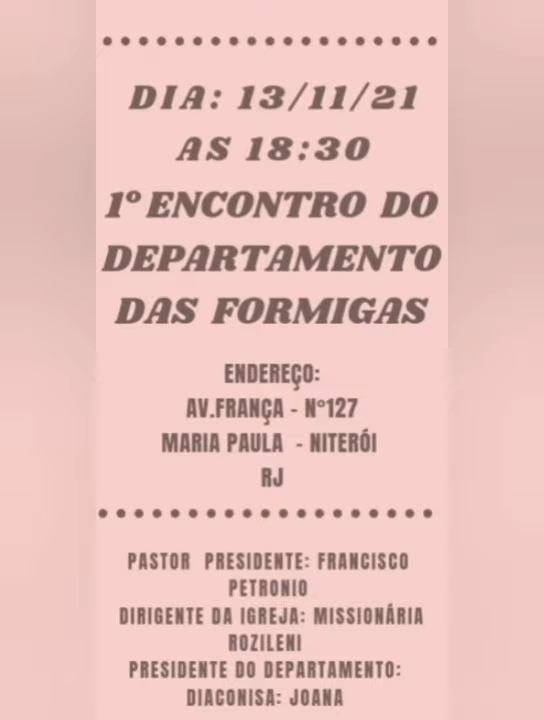 DIA: 13/11/21
AS 18:30
1º ENCONTRO DO
DEPARTAMENTO
DAS FORMIGAS
ENDEREÇO:
AV.FRANÇA - Nº127
MARIA PAULA - NITERÓI
RJ
PASTOR PRESIDENTE: FRANCISCO
PETRONIO
DIRIGENTE DA IGREJA: MISSIONÁRIA
ROZILENI
PRESIDENTE DO DEPARTAMENTO:
DIACONISA: JOANA